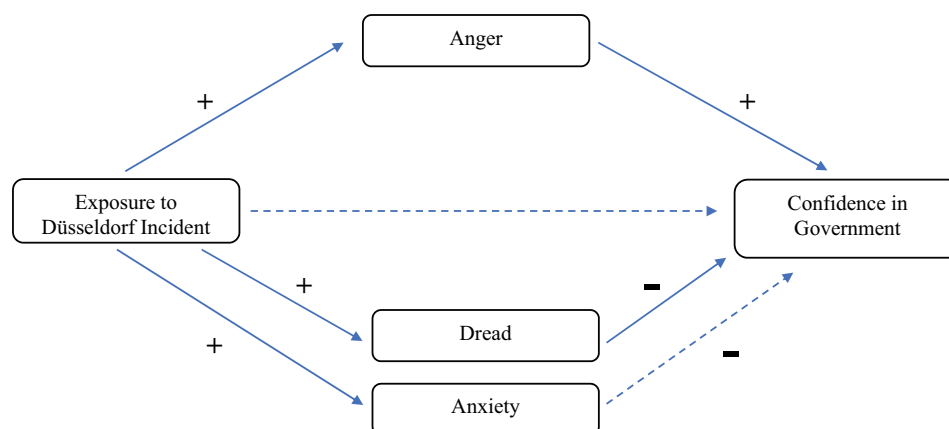 Anger
+
+
Exposure to
Düsseldorf Incident
Confidence in
Government
+
-
+
Dread
-
Anxiety